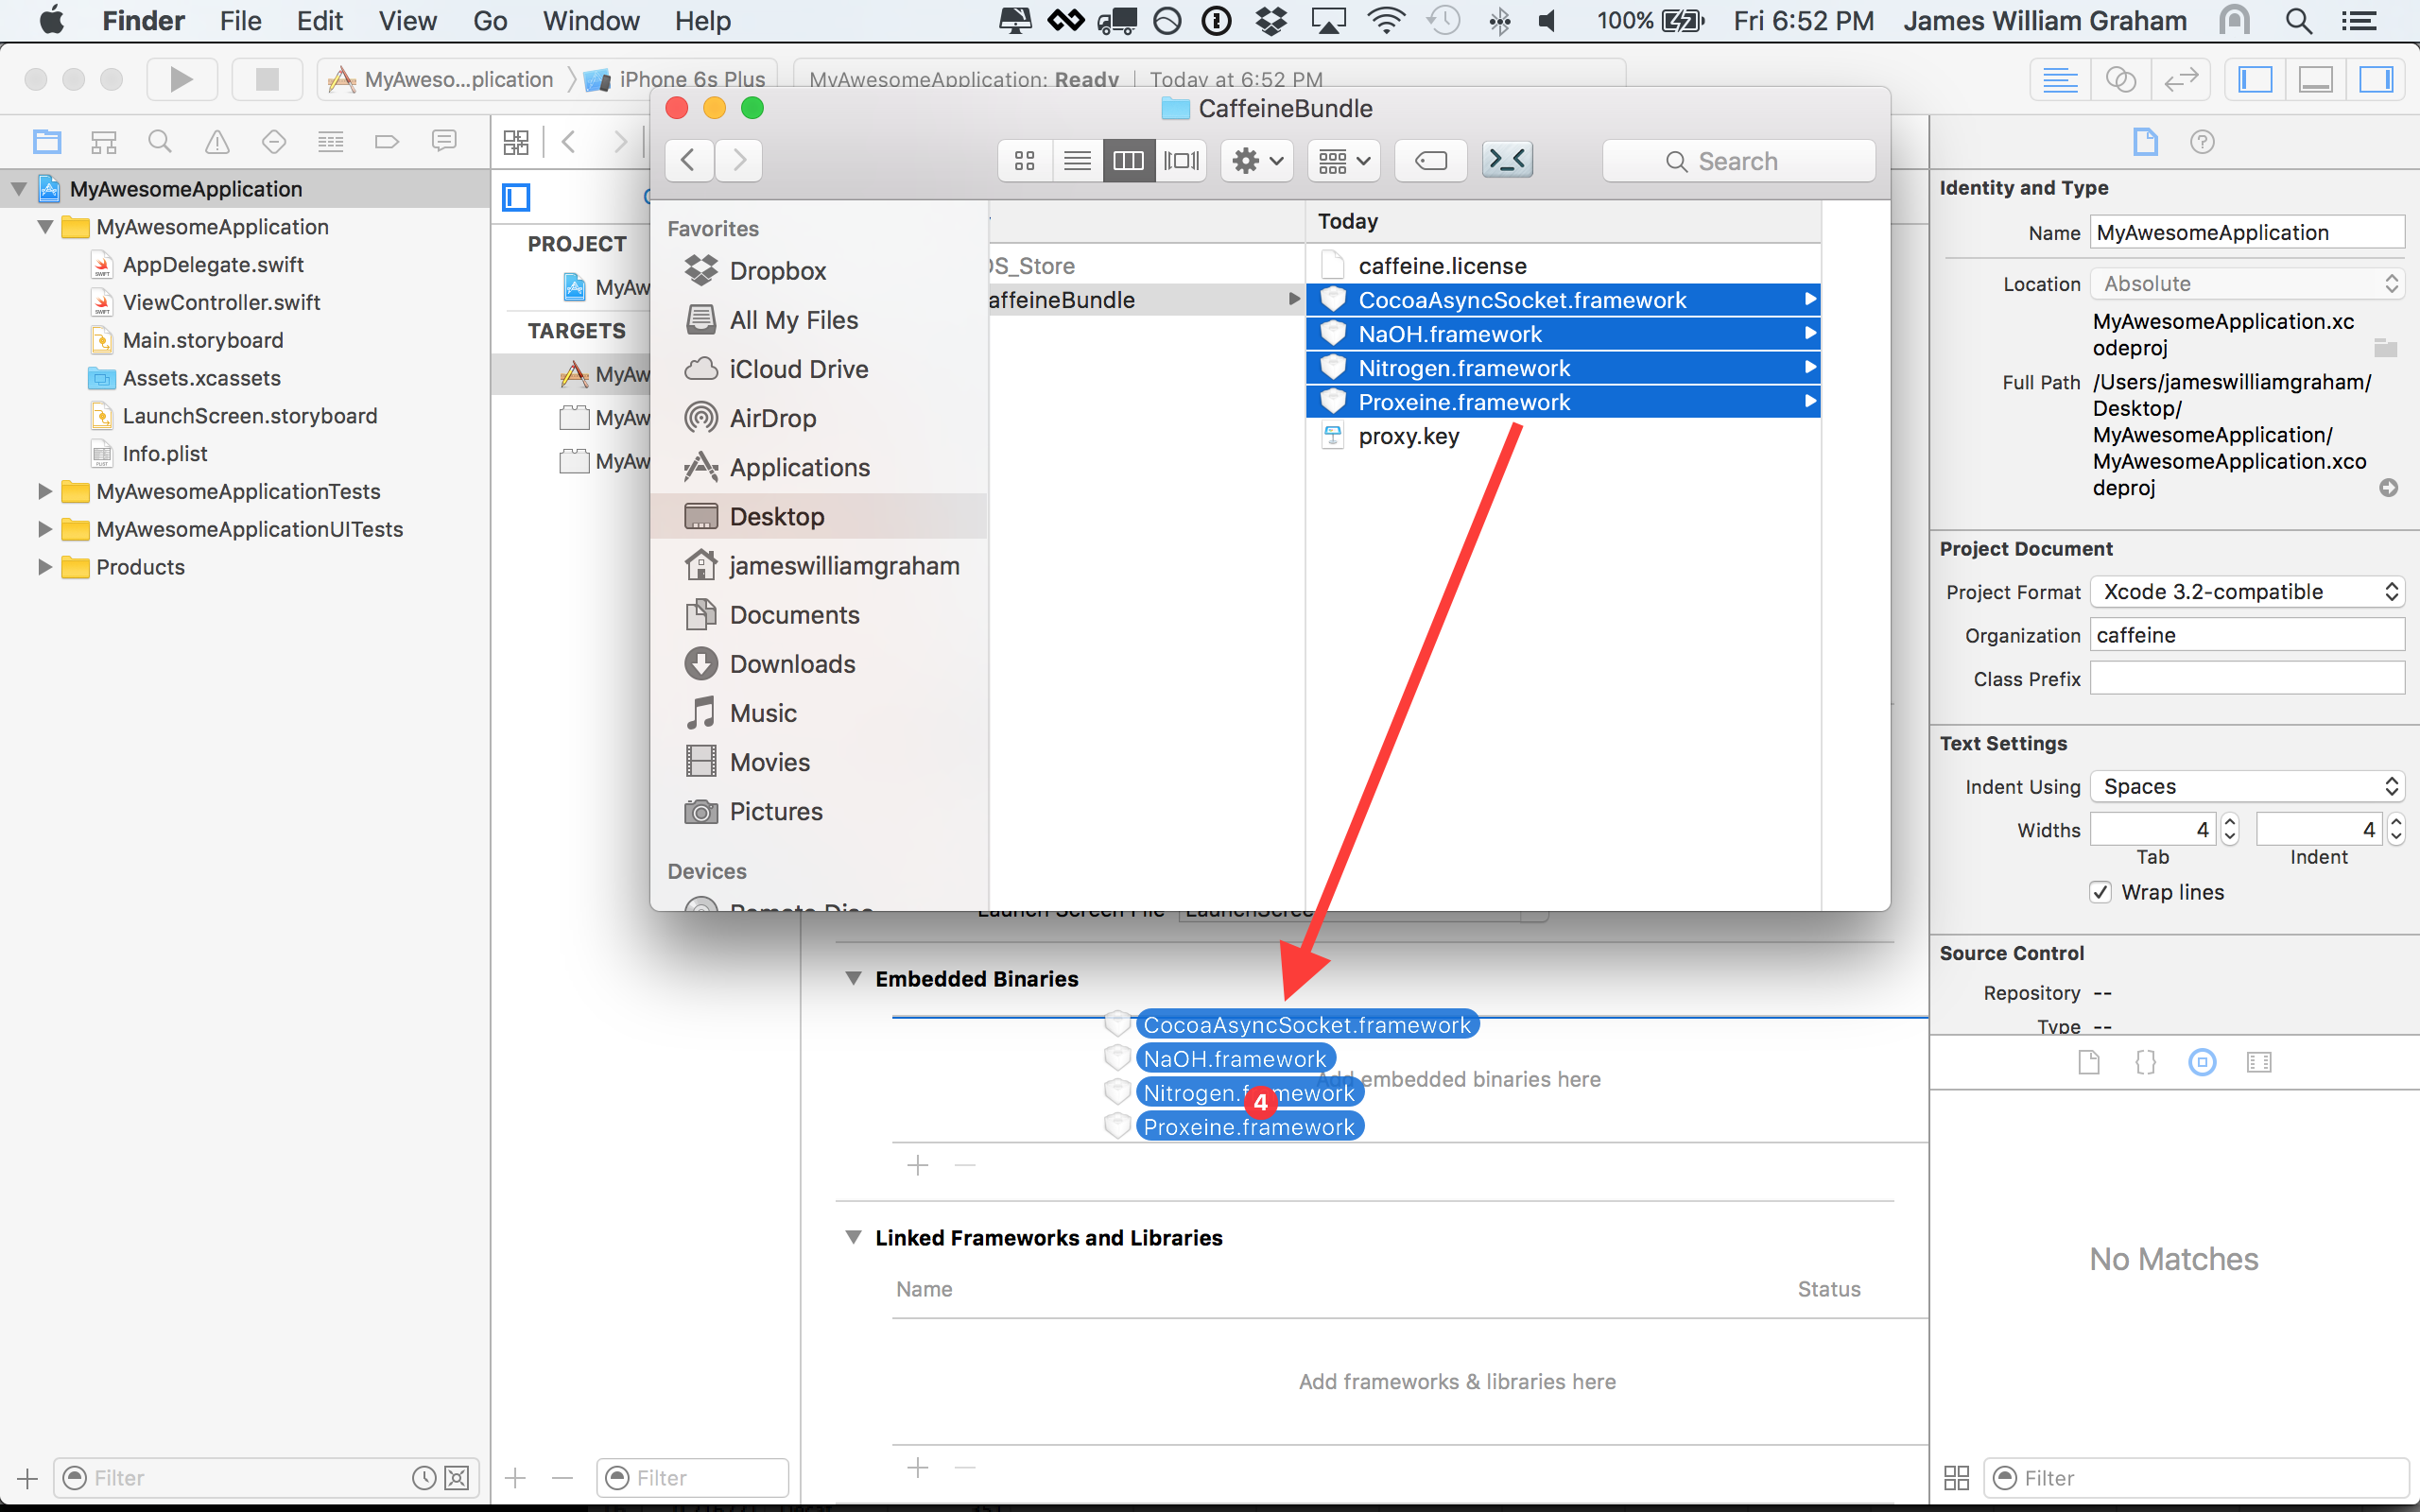 Finder File Edit View Go Window Help 100% Fri 6:52 PM James William Graham
MyAweso...plication iPhone 6s Plus
MyAwesomeApplication: Ready | Today at 6:52 PM
MyAwesomeApplication
MyAwesomeApplication
AppDelegate.swift
ViewController.swift
Main.storyboard
Assets.xcassets
LaunchScreen.storyboard
Info.plist
MyAwesomeApplicationTests
MyAwesomeApplicationUITests
Products
Filter
PROJECT
MyAw
TARGETS
MyAw
MyAw
MyAw
Filter
CaffeineBundle
Search
Favorites
Dropbox
All My Files
iCloud Drive
AirDrop
Applications
Desktop
jameswilliamgraham
Documents
Downloads
Music
Movies
Pictures
Devices
Remote Disc
S_Store
affeineBundle
Today
caffeine.license
CocoaAsyncSocket.framework
NaOH.framework
Nitrogen.framework
Proxeine.framework
proxy.key
Launch Screen File LaunchScree
Embedded Binaries
CocoaAsyncSocket.framework
NaOH.framework
Add embedded binaries here
Nitrogen.framework
4
Proxeine.framework
Linked Frameworks and Libraries
Name Status
Add frameworks & libraries here
Identity and Type
Name MyAwesomeApplication
Location Absolute
MyAwesomeApplication.xc
odeproj
Full Path /Users/jameswilliamgraham/
Desktop/
MyAwesomeApplication/
MyAwesomeApplication.xco
deproj
Project Document
Project Format Xcode 3.2-compatible
Organization caffeine
Class Prefix
Text Settings
Indent Using Spaces
Widths 4 4
Tab Indent
Wrap lines
Source Control
Repository --
Type --
No Matches
Filter